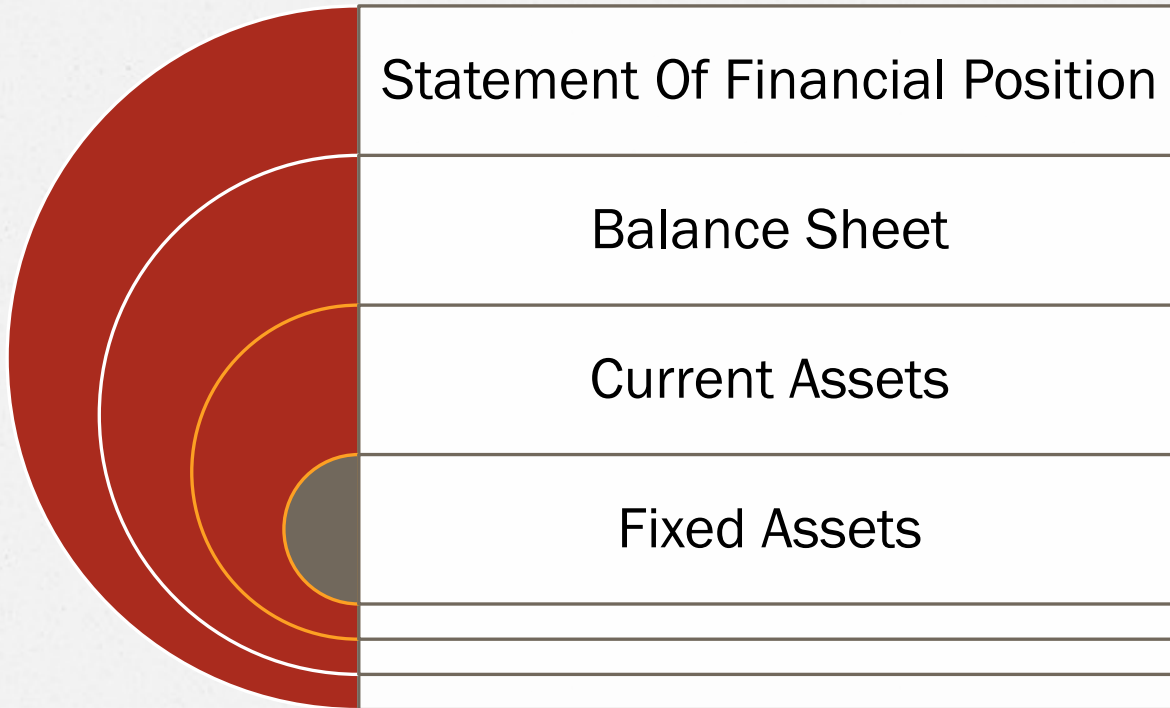 Statement Of Financial Position
Balance Sheet
Current Assets
Fixed Assets